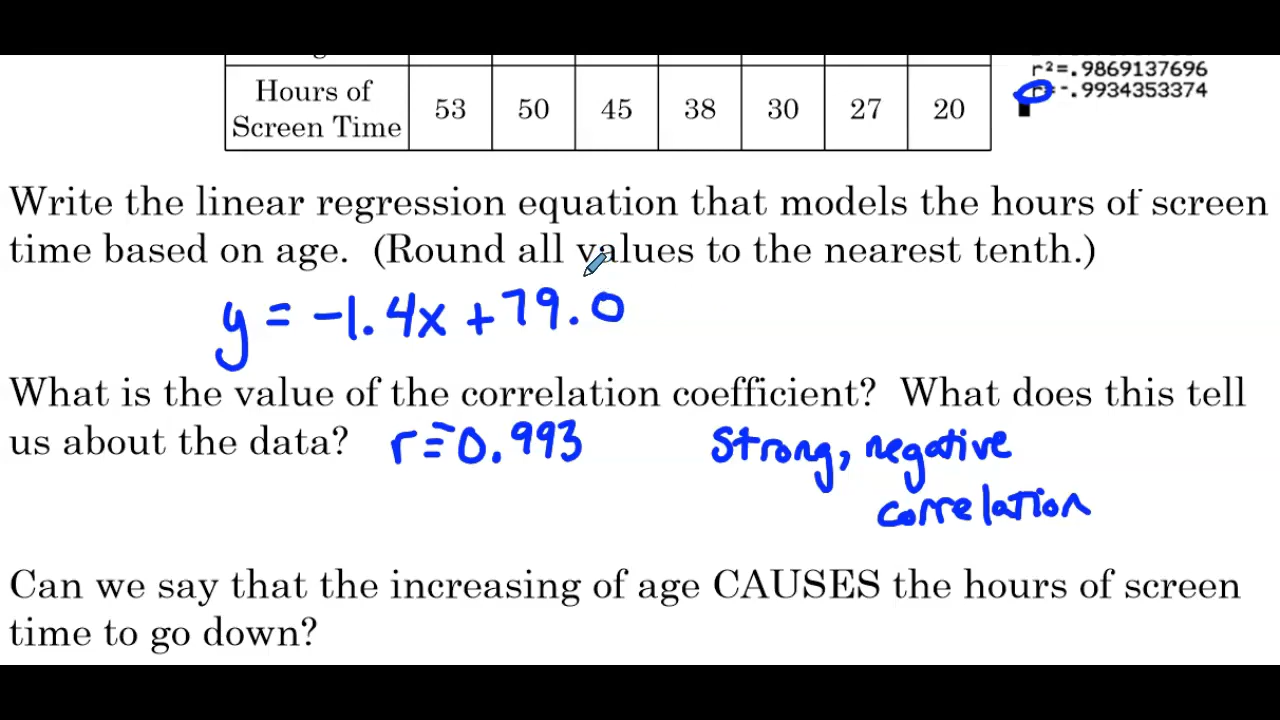 r²=.9869137696
r=-.9934353374
Hours of
Screen Time 53 50 45 38 30 27 20
Write the linear regression equation that models the hours of screen
time based on age. (Round all values to the nearest tenth.)
y = -1.4x + 79.0
What is the value of the correlation coefficient? What does this tell
us about the data? r=-0.993 Strong, negative
correlation
Can we say that the increasing of age CAUSES the hours of screen
time to go down?